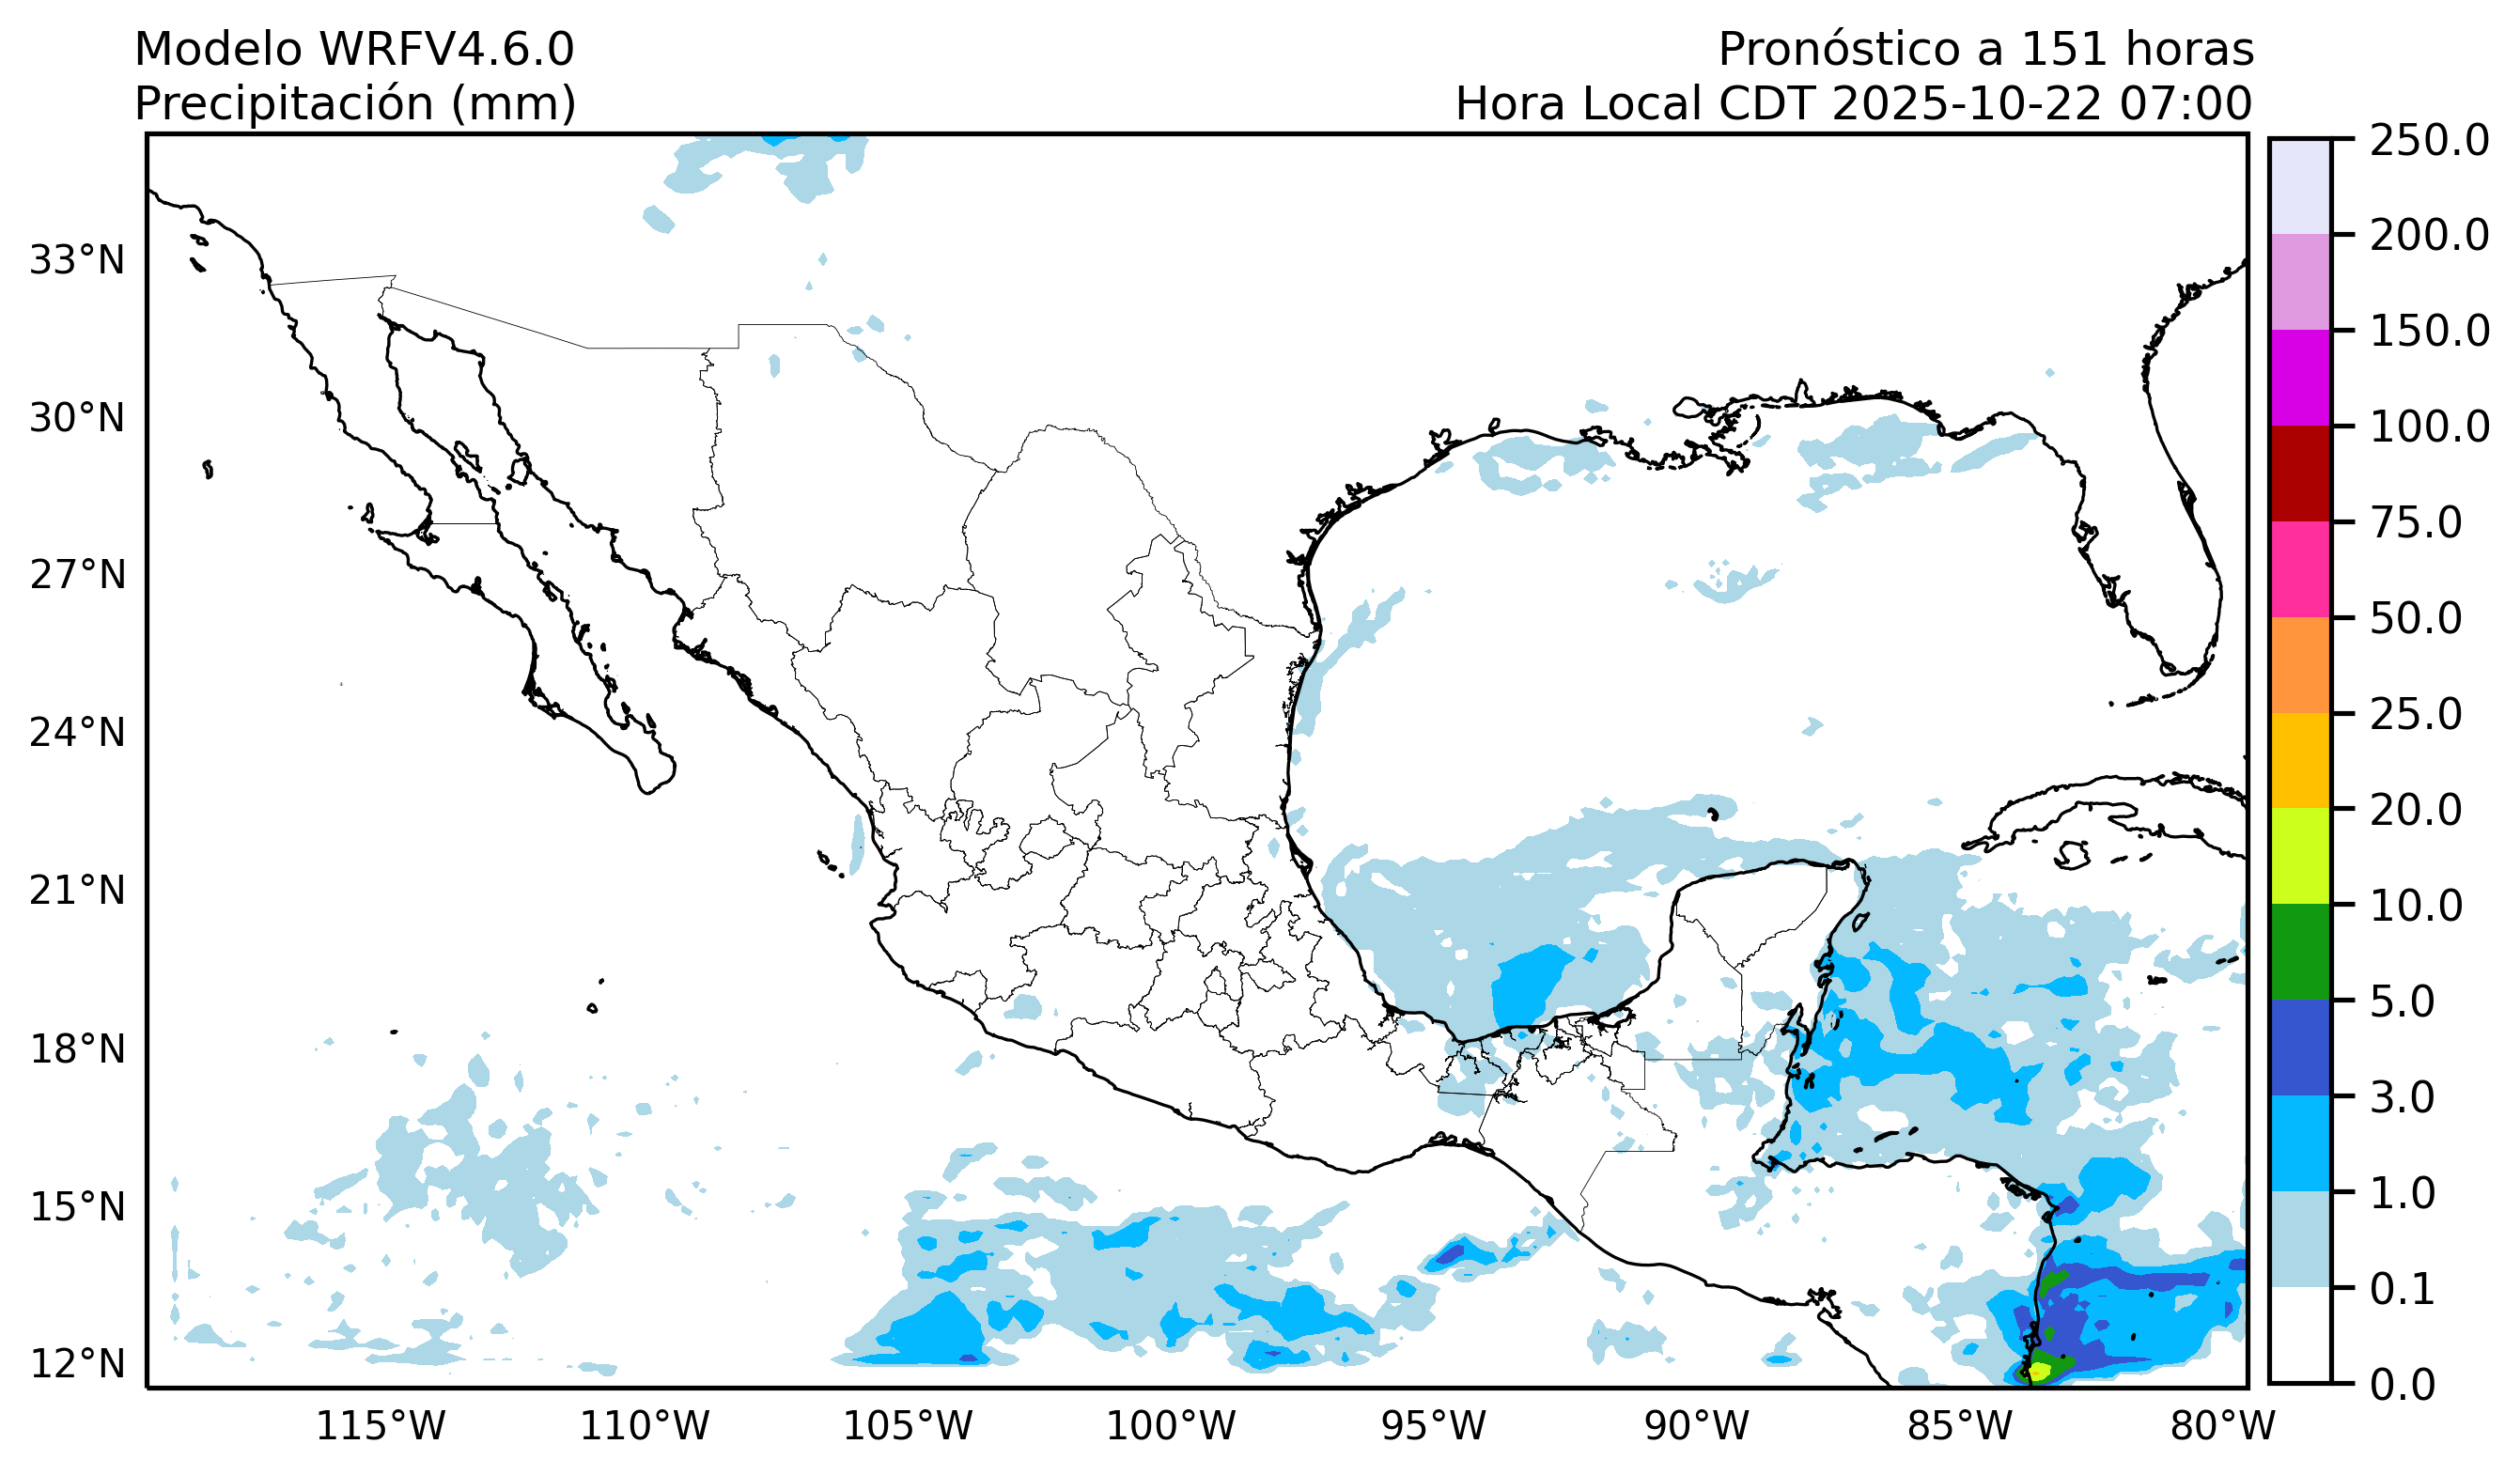 Modelo WRFV4.6.0
Precipitación (mm)
Pronóstico a 151 horas
Hora Local CDT 2025-10-22 07:00
33°N
30°N
27°N
24°N
21°N
18°N
15°N
12°N
115°W
110°W
105°W
100°W
95°W
90°W
85°W
80°W
250.0
200.0
150.0
100.0
75.0
50.0
25.0
20.0
10.0
5.0
3.0
1.0
0.1
0.0